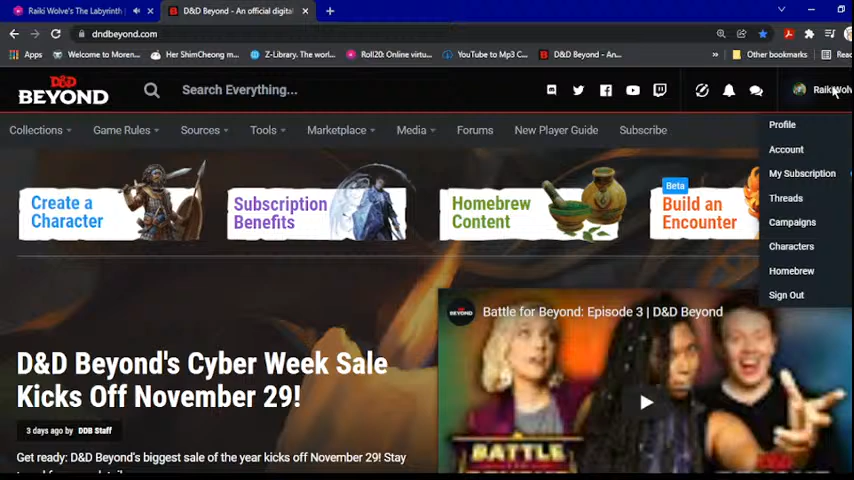 Raiki Wolve's The Labyrinth
D&D Beyond - An official digital
dndbeyond.com
Apps
Welcome to Moren...
Her ShimCheong m...
Z-Library. The worl...
Roll20: Online virtu...
YouTube to Mp3 C...
D&D Beyond - An...
»
Other bookmarks
D&D
BEYOND
Search Everything...
Collections
Game Rules
Sources
Tools
Marketplace
Media
Forums
New Player Guide
Subscribe
Profile
Account
My Subscription
Threads
Campaigns
Characters
Homebrew
Sign Out
Create a
Character
Subscription
Benefits
Homebrew
Content
Beta
Build an
Encounter
D&D Beyond's Cyber Week Sale
Kicks Off November 29!
3 days ago by DDB Staff
Get ready: D&D Beyond's biggest sale of the year kicks off November 29! Stay
BEYOND
Battle for Beyond: Episode 3 | D&D Beyond
BATTLE